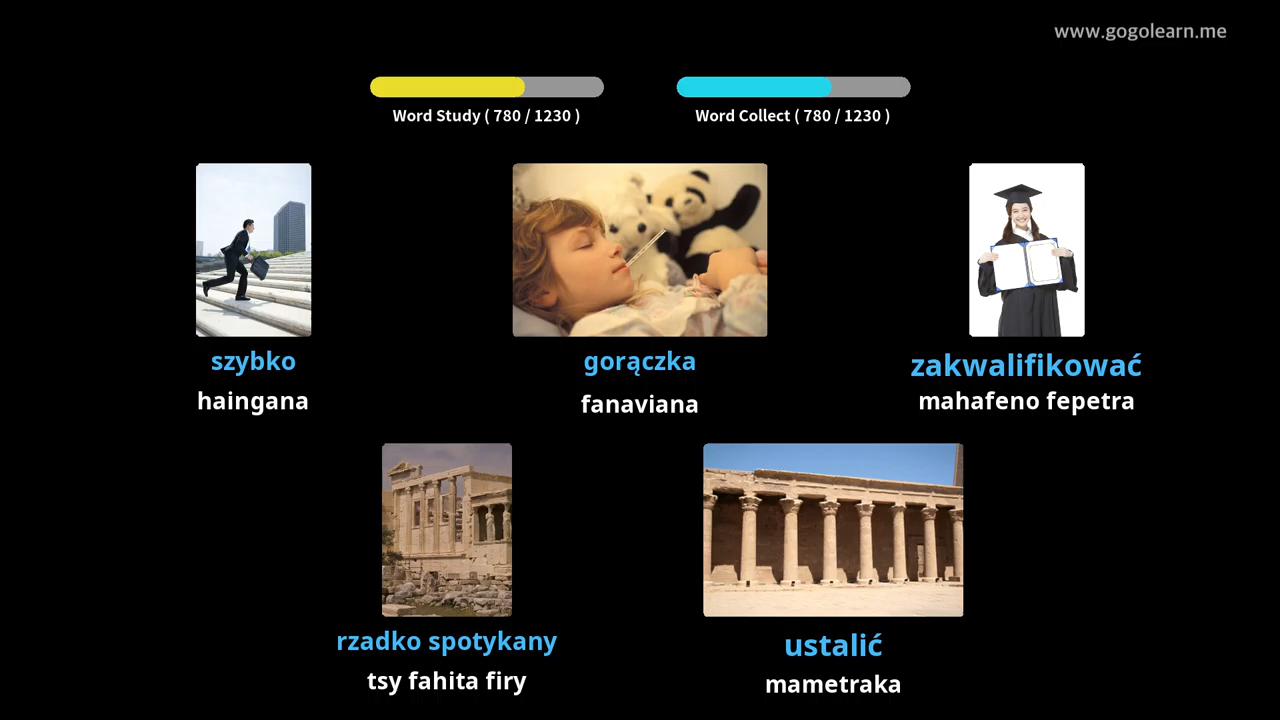 www.gogolearn.me
Word Study ( 780 / 1230 )
Word Collect ( 780 / 1230 )
szybko
haingana
gorączka
fanaviana
zakwalifikować
mahafeno fepetra
rzadko spotykany
tsy fahita firy
ustalić
mametraka